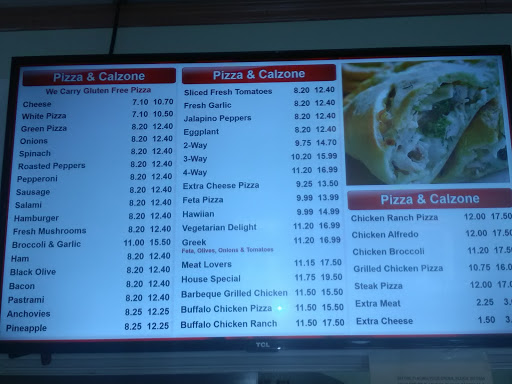 Pizza & Calzone
We Carry Gluten Free Pizza
Cheese 7.10 10.70
White Pizza 7.10 10.50
Green Pizza 8.20 12.40
Onions 8.20 12.40
Spinach 8.20 12.40
Roasted Peppers 8.20 12.40
Pepperoni 8.20 12.40
Sausage 8.20 12.40
Salami 8.20 12.40
Hamburger 8.20 12.40
Fresh Mushrooms 8.20 12.40
Broccoli & Garlic 11.00 15.50
Ham 8.20 12.40
Black Olive 8.20 12.40
Bacon 8.20 12.40
Pastrami 8.20 12.40
Anchovies 8.25 12.25
Pineapple 8.25 12.25
Pizza & Calzone
Sliced Fresh Tomatoes 8.20 12.40
Fresh Garlic 8.20 12.40
Jalapino Peppers 8.20 12.40
Eggplant 8.20 12.40
2-Way 9.75 14.70
3-Way 10.20 15.99
4-Way 11.20 16.99
Extra Cheese Pizza 9.25 13.50
Feta Pizza 9.99 13.99
Hawiian 9.99 14.99
Vegetarian Delight 11.20 16.99
Greek 11.20 16.99
Feta, Olives, Onions & Tomatoes
Meat Lovers 11.15 17.50
House Special 11.75 19.50
Barbeque Grilled Chicken 11.50 15.50
Buffalo Chicken Pizza 11.50 15.50
Buffalo Chicken Ranch 11.50 17.50
Pizza & Calzone
Chicken Ranch Pizza 12.00 17.50
Chicken Alfredo 12.00 17.50
Chicken Broccoli 11.20 17.50
Grilled Chicken Pizza 10.75 16.0
Steak Pizza 12.00 17.0
Extra Meat 2.25 3.
Extra Cheese 1.50 3.
TCL